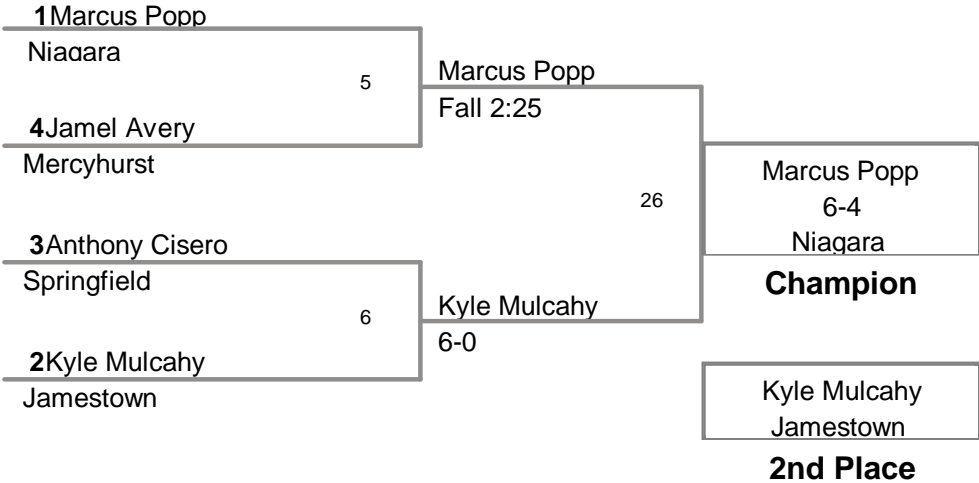 1Marcus Popp
Niagara
5
4Jamel Avery
Mercyhurst
3Anthony Cisero
Springfield
6
2Kyle Mulcahy
Jamestown
Marcus Popp
Fall 2:25
26
Kyle Mulcahy
6-0
Marcus Popp
6-4
Niagara
Champion
Kyle Mulcahy
Jamestown
2nd Place